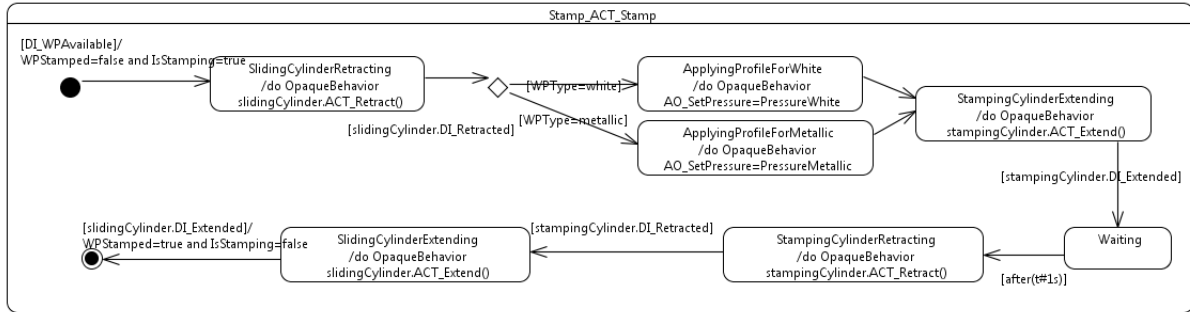 Stamp_ACT_Stamp
[DI_WPAvailable]/
WPStamped=false and IsStamping=true
SlidingCylinderRetracting
/do OpaqueBehavior
slidingCylinder.ACT_Retract()
[slidingCylinder.DI_Retracted]
[WPType=white]
[WPType=metallic]
ApplyingProfileForWhite
/do OpaqueBehavior
AO_SetPressure=PressureWhite
ApplyingProfileForMetallic
/do OpaqueBehavior
AO_SetPressure=PressureMetallic
StampingCylinderExtending
/do OpaqueBehavior
stampingCylinder.ACT_Extend()
[stampingCylinder.DI_Extended]
Waiting
[after(t#1s)]
StampingCylinderRetracting
/do OpaqueBehavior
stampingCylinder.ACT_Retract()
[stampingCylinder.DI_Retracted]
SlidingCylinderExtending
/do OpaqueBehavior
slidingCylinder.ACT_Extend()
[slidingCylinder.DI_Extended]/
WPStamped=true and IsStamping=false